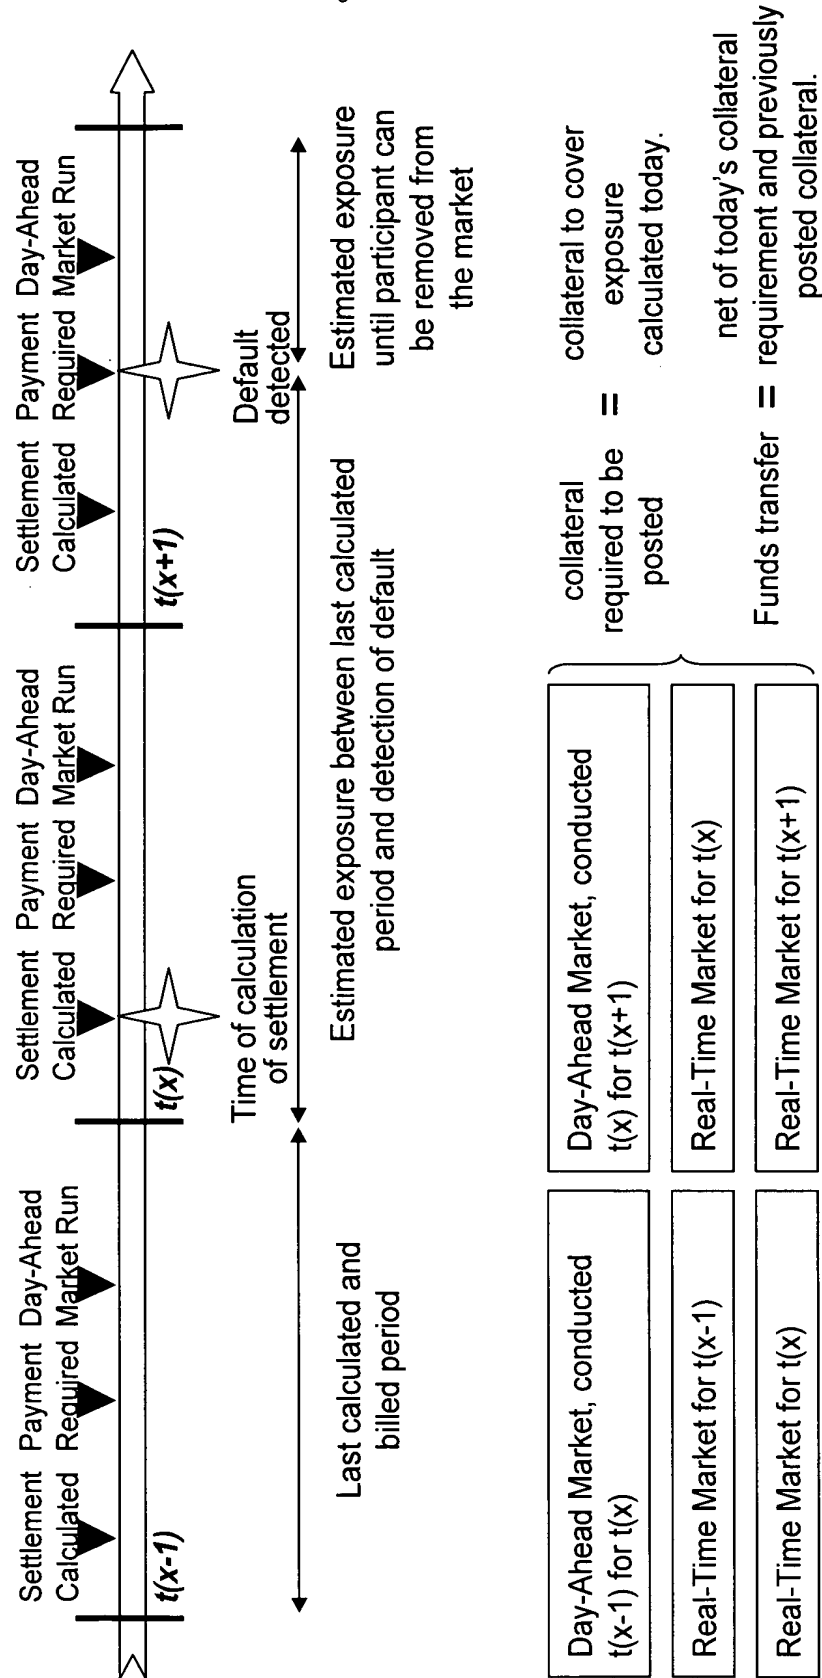 Settlement
Calculated
Payment
Required
Day-Ahead
Market Run
Settlement
Calculated
Payment
Required
Day-Ahead
Market Run
Settlement
Calculated
Payment
Required
Day-Ahead
Market Run
t(x-1)
t(x)
t(x+1)
Time of calculation
of settlement
Default
detected
Last calculated and
billed period
Estimated exposure between last calculated
period and detection of default
Estimated exposure
until participant can
be removed from
the market
Day-Ahead Market, conducted
t(x-1) for t(x)
Real-Time Market for t(x-1)
Real-Time Market for t(x)
Day-Ahead Market, conducted
t(x) for t(x+1)
Real-Time Market for t(x)
Real-Time Market for t(x+1)
collateral
required to be
posted
=
collateral to cover
exposure
calculated today.
Funds transfer
=
net of today's collateral
requirement and previously
posted collateral.